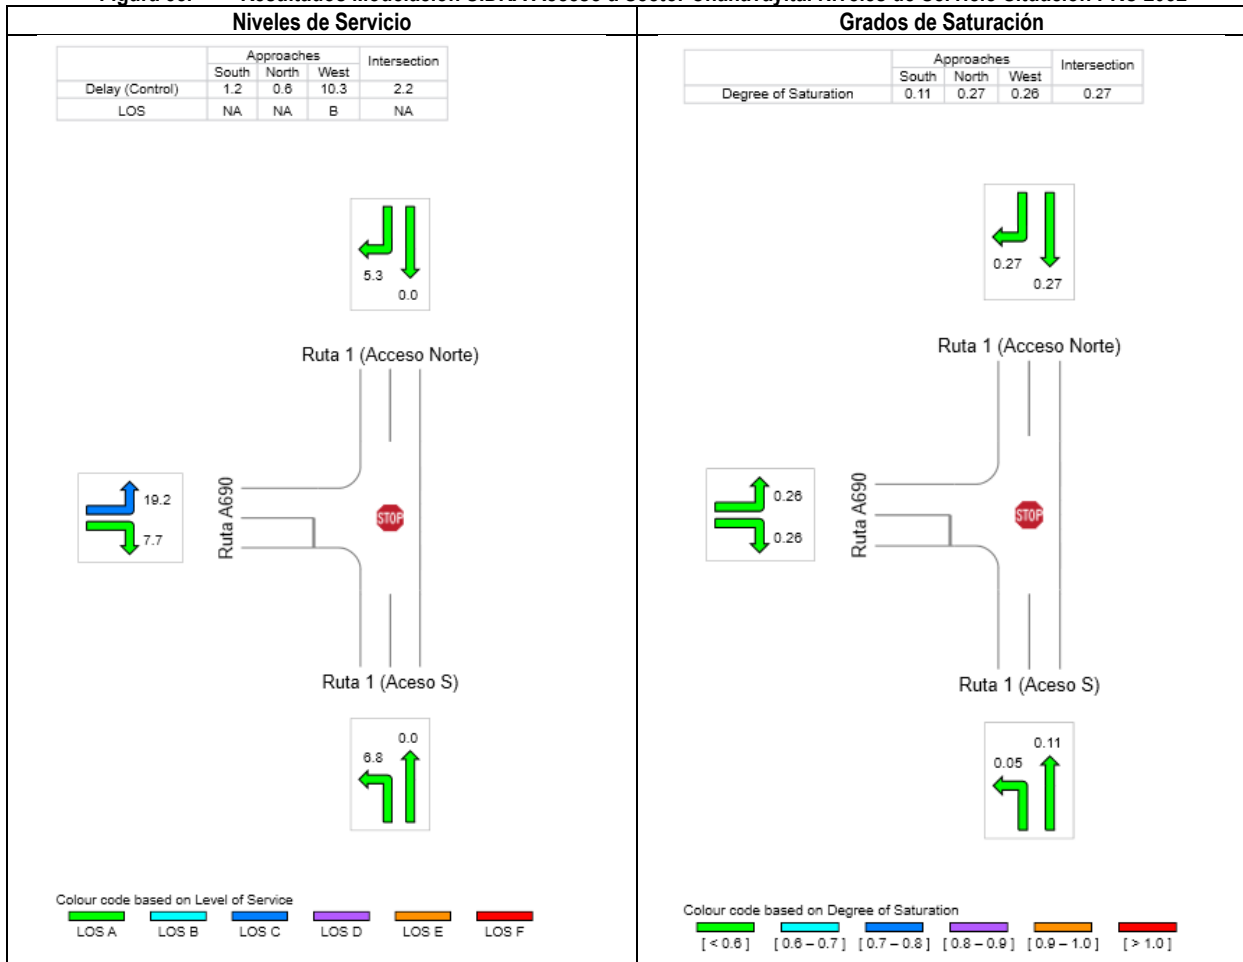 Niveles de Servicio
Approaches Intersection
South North West
Delay (Control) 1.2 0.6 10.3 2.2
LOS NA NA B NA
5.3
0.0
Ruta 1 (Acceso Norte)
19.2
7.7
Ruta A690
STOP
Ruta 1 (Aceso S)
0.0
6.8
Colour code based on Level of Service
LOS A LOS B LOS C LOS D LOS E LOS F
Grados de Saturación
Approaches Intersection
South North West
Degree of Saturation 0.11 0.27 0.26 0.27
0.27
0.27
Ruta 1 (Acceso Norte)
0.26
0.26
Ruta A690
STOP
Ruta 1 (Aceso S)
0.11
0.05
Colour code based on Degree of Saturation
[ < 0.6 ] [ 0.6 – 0.7 ] [ 0.7 – 0.8 ] [ 0.8 – 0.9 ] [ 0.9 – 1.0 ] [ > 1.0 ]